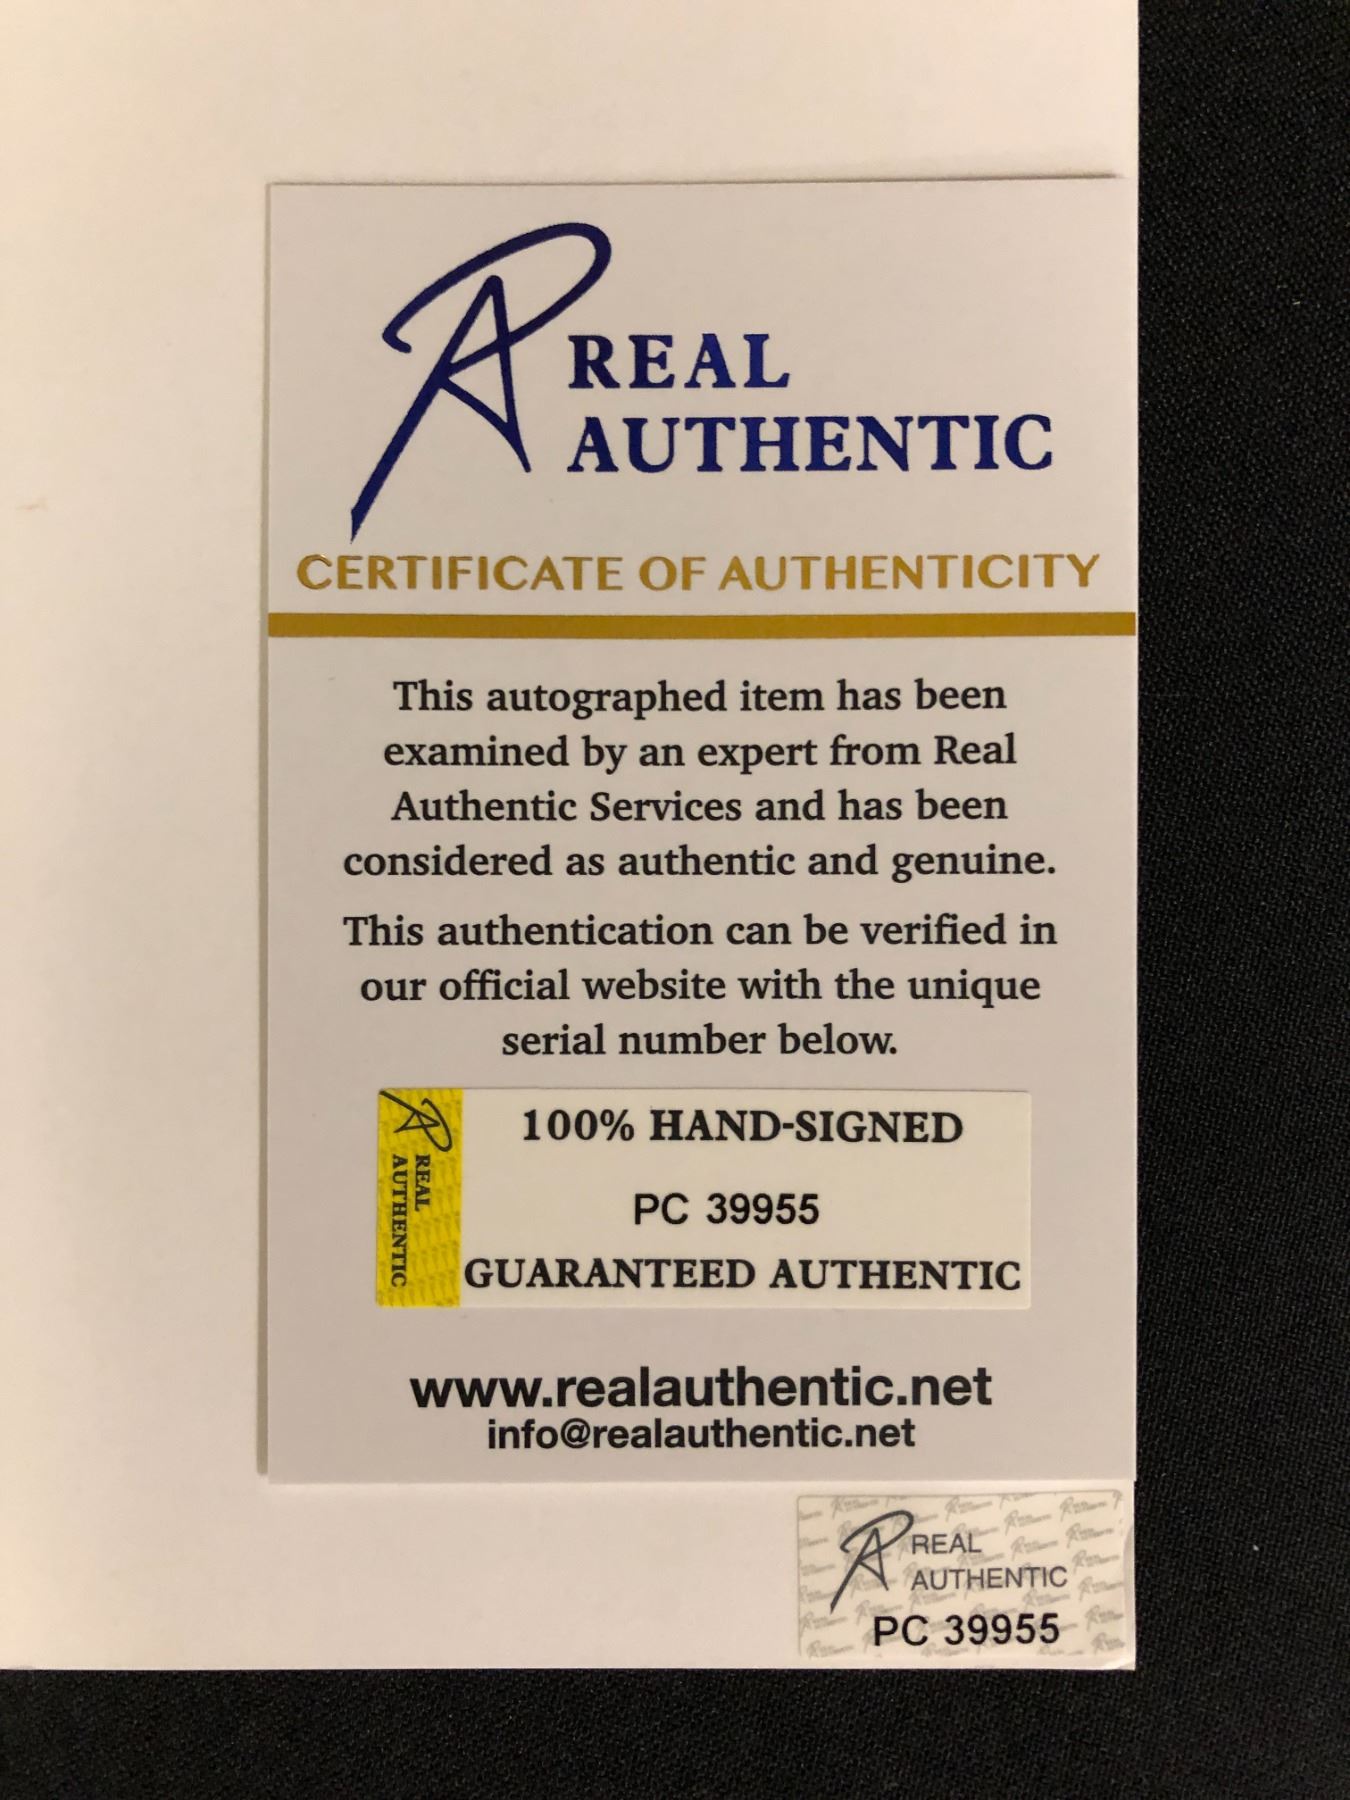 REAL
AUTHENTIC
CERTIFICATE OF AUTHENTICITY
This autographed item has been
examined by an expert from Real
Authentic Services and has been
considered as authentic and genuine.
This authentication can be verified in
our official website with the unique
serial number below.
REAL
AUTHENTIC
100% HAND-SIGNED
PC 39955
GUARANTEED AUTHENTIC
www.realauthentic.net
info@realauthentic.net
REAL
AUTHENTIC
PC 39955